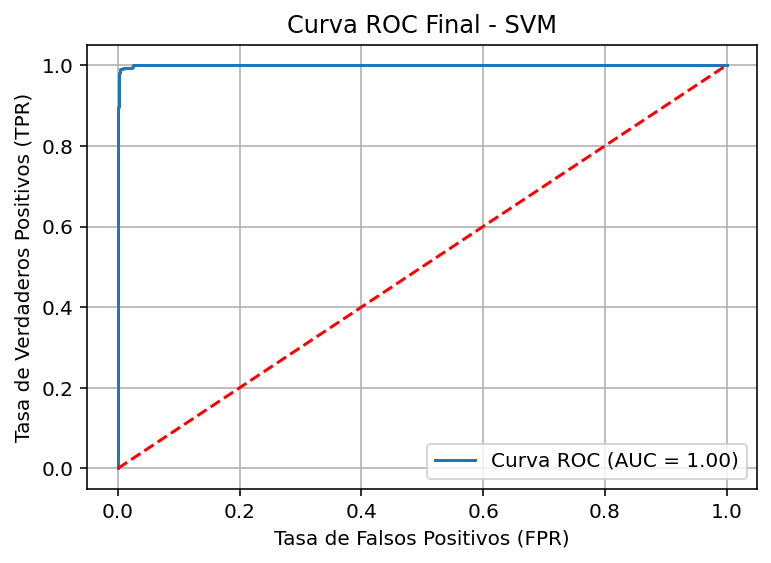 Curva ROC Final - SVM
Tasa de Verdaderos Positivos (TPR)
1.0
0.8
0.6
0.4
0.2
0.0
Curva ROC (AUC = 1.00)
0.0 0.2 0.4 0.6 0.8 1.0
Tasa de Falsos Positivos (FPR)